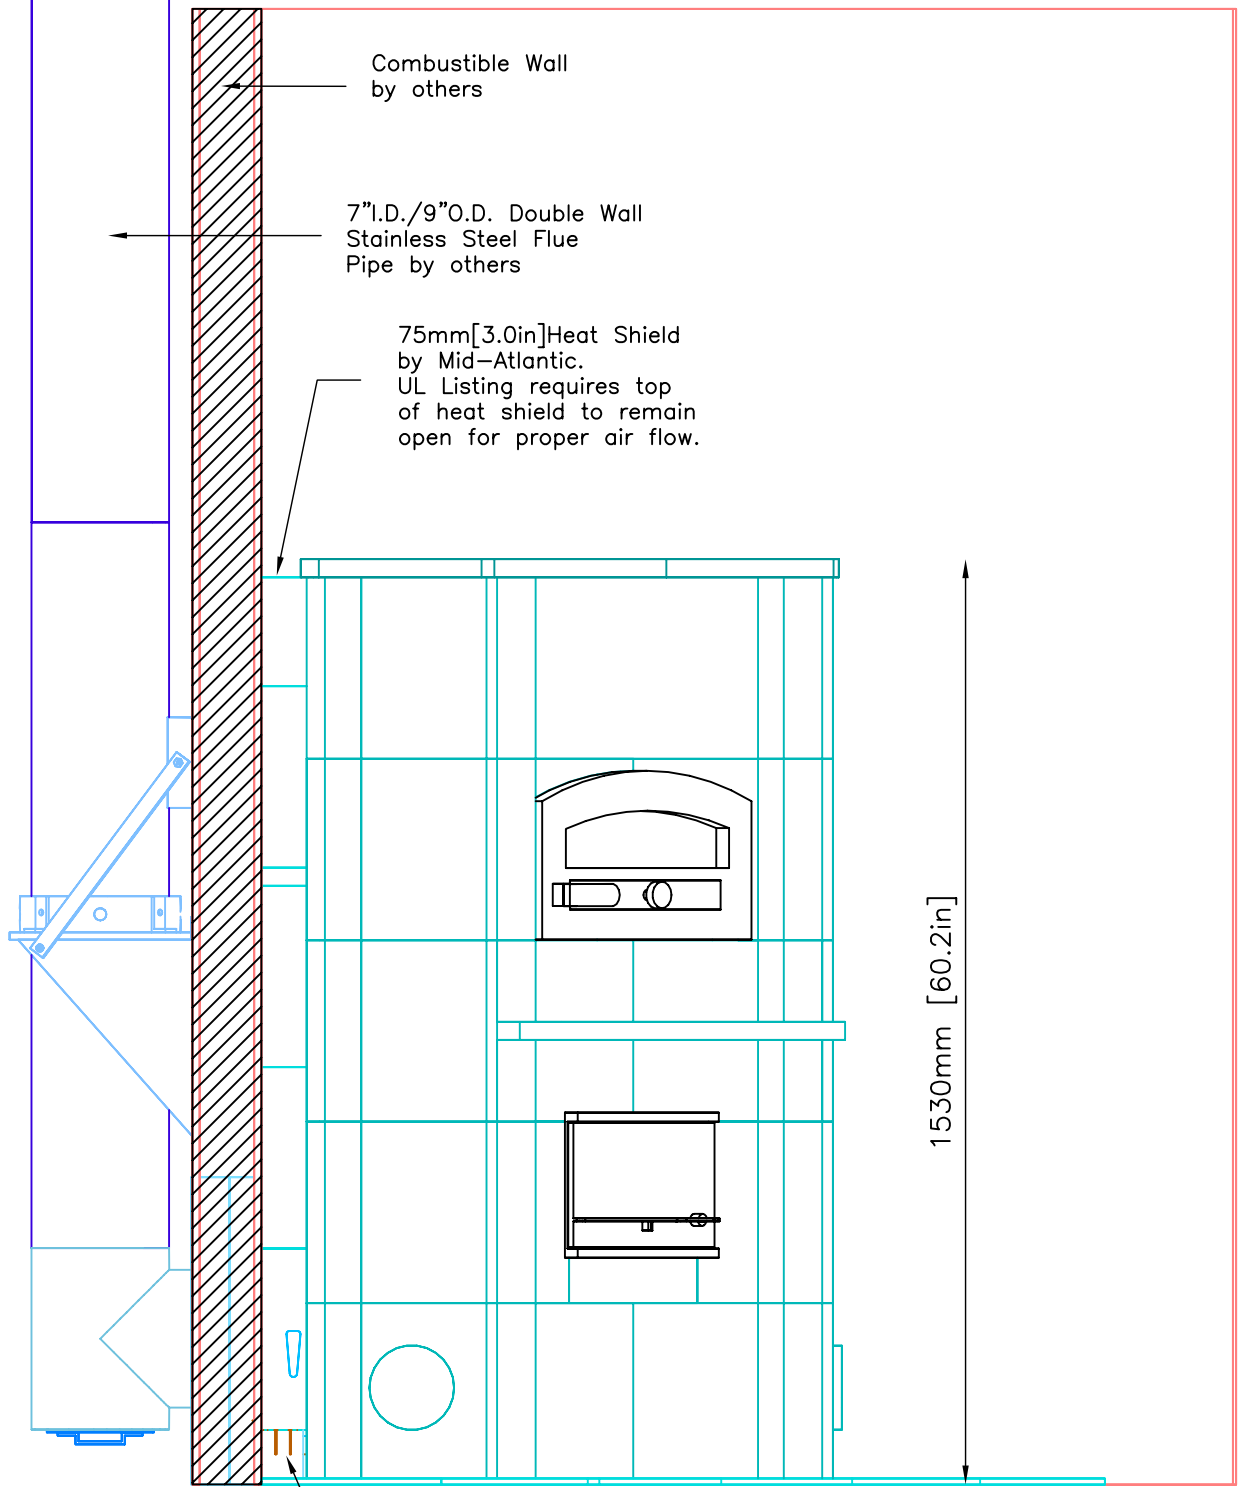 Combustible Wall
by others
7"I.D./9"O.D. Double Wall
Stainless Steel Flue
Pipe by others
75mm[3.0in]Heat Shield
by Mid-Atlantic.
UL Listing requires top
of heat shield to remain
open for proper air flow.
1530mm [60.2in]